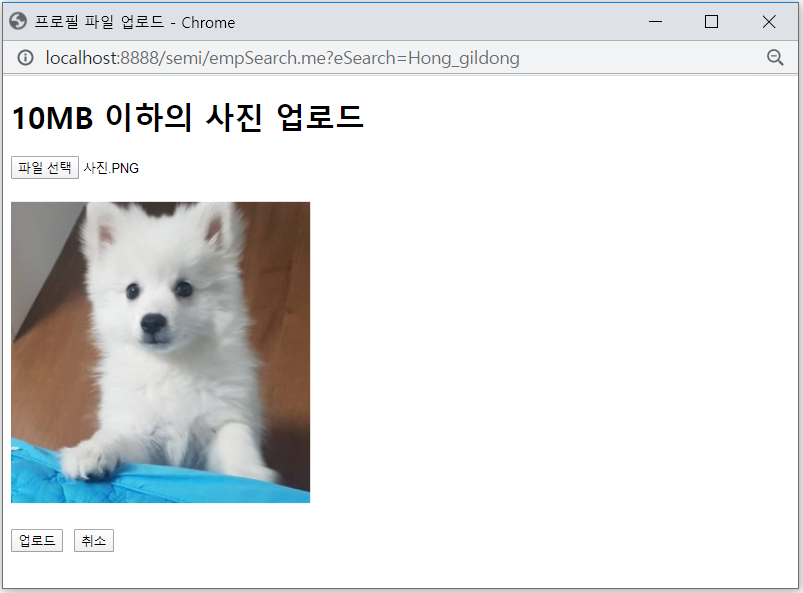 프로필 파일 업로드 - Chrome
localhost:8888/semi/empSearch.me?eSearch=Hong_gildong
10MB 이하의 사진 업로드
파일 선택 사진.PNG
업로드 취소